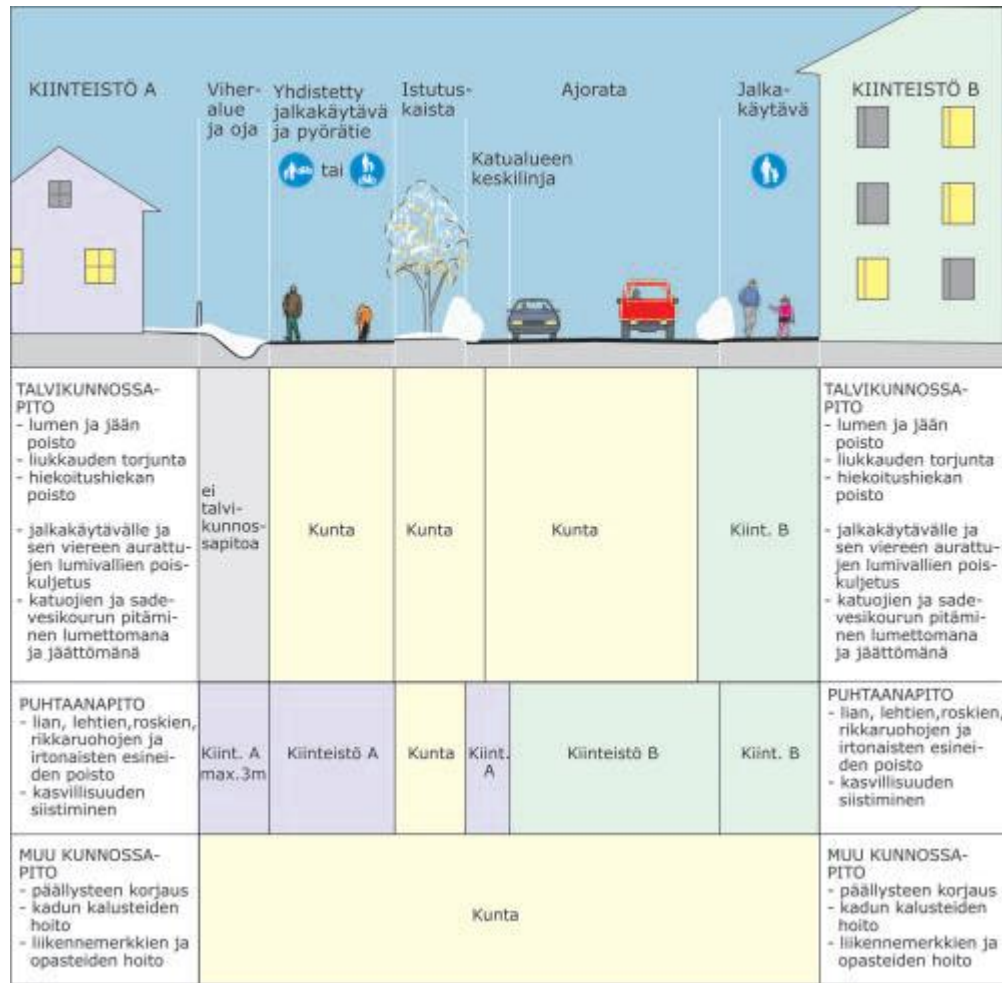 KIINTEISTÖ A
Viher-
alue
ja oja
Yhdistetty
jalkakäytävä
ja pyörätie
tai
Istutus-
kaista
Katualueen
keskilinja
Ajorata
Jalka-
käytävä
KIINTEISTÖ B
TALVIKUNNOSSA-
PITO
- lumen ja jään
poisto
- liukkauden torjunta
- hiekoitushiekan
poisto
- jalkakäytävälle ja
sen viereen aurattu-
jen lumivallien pois-
kuljetus
- katuojien ja sade-
vesikourun pitämi-
nen lumettomana
ja jäättömänä
ei
talvi-
kunnos-
sapitoa
Kunta
Kunta
Kunta
Kiint. B
TALVIKUNNOSSA-
PITO
- lumen ja jään
poisto
- liukkauden torjunta
- hiekoitushiekan
poisto
- jalkakäytävälle ja
sen viereen aurattu-
jen lumivallien pois-
kuljetus
- katuojien ja sade-
vesikourun pitämi-
nen lumettomana
ja jäättömänä
PUHTAANAPITO
- lian, lehtien,roskien,
rikkaruohojen ja
irtonaisten esinei-
den poisto
- kasvillisuuden
siistiminen
Kiint. A
max.3m
Kiinteistö A
Kunta
Kiint.
A
Kiinteistö B
Kiint. B
PUHTAANAPITO
- lian, lehtien,roskien,
rikkaruohojen ja
irtonaisten esinei-
den poisto
- kasvillisuuden
siistiminen
MUU KUNNOSSA-
PITO
- päällysteen korjaus
- kadun kalusteiden
hoito
- liikennemerkkien ja
opasteiden hoito
Kunta
MUU KUNNOSSA-
PITO
- päällysteen korjaus
- kadun kalusteiden
hoito
- liikennemerkkien ja
opasteiden hoito